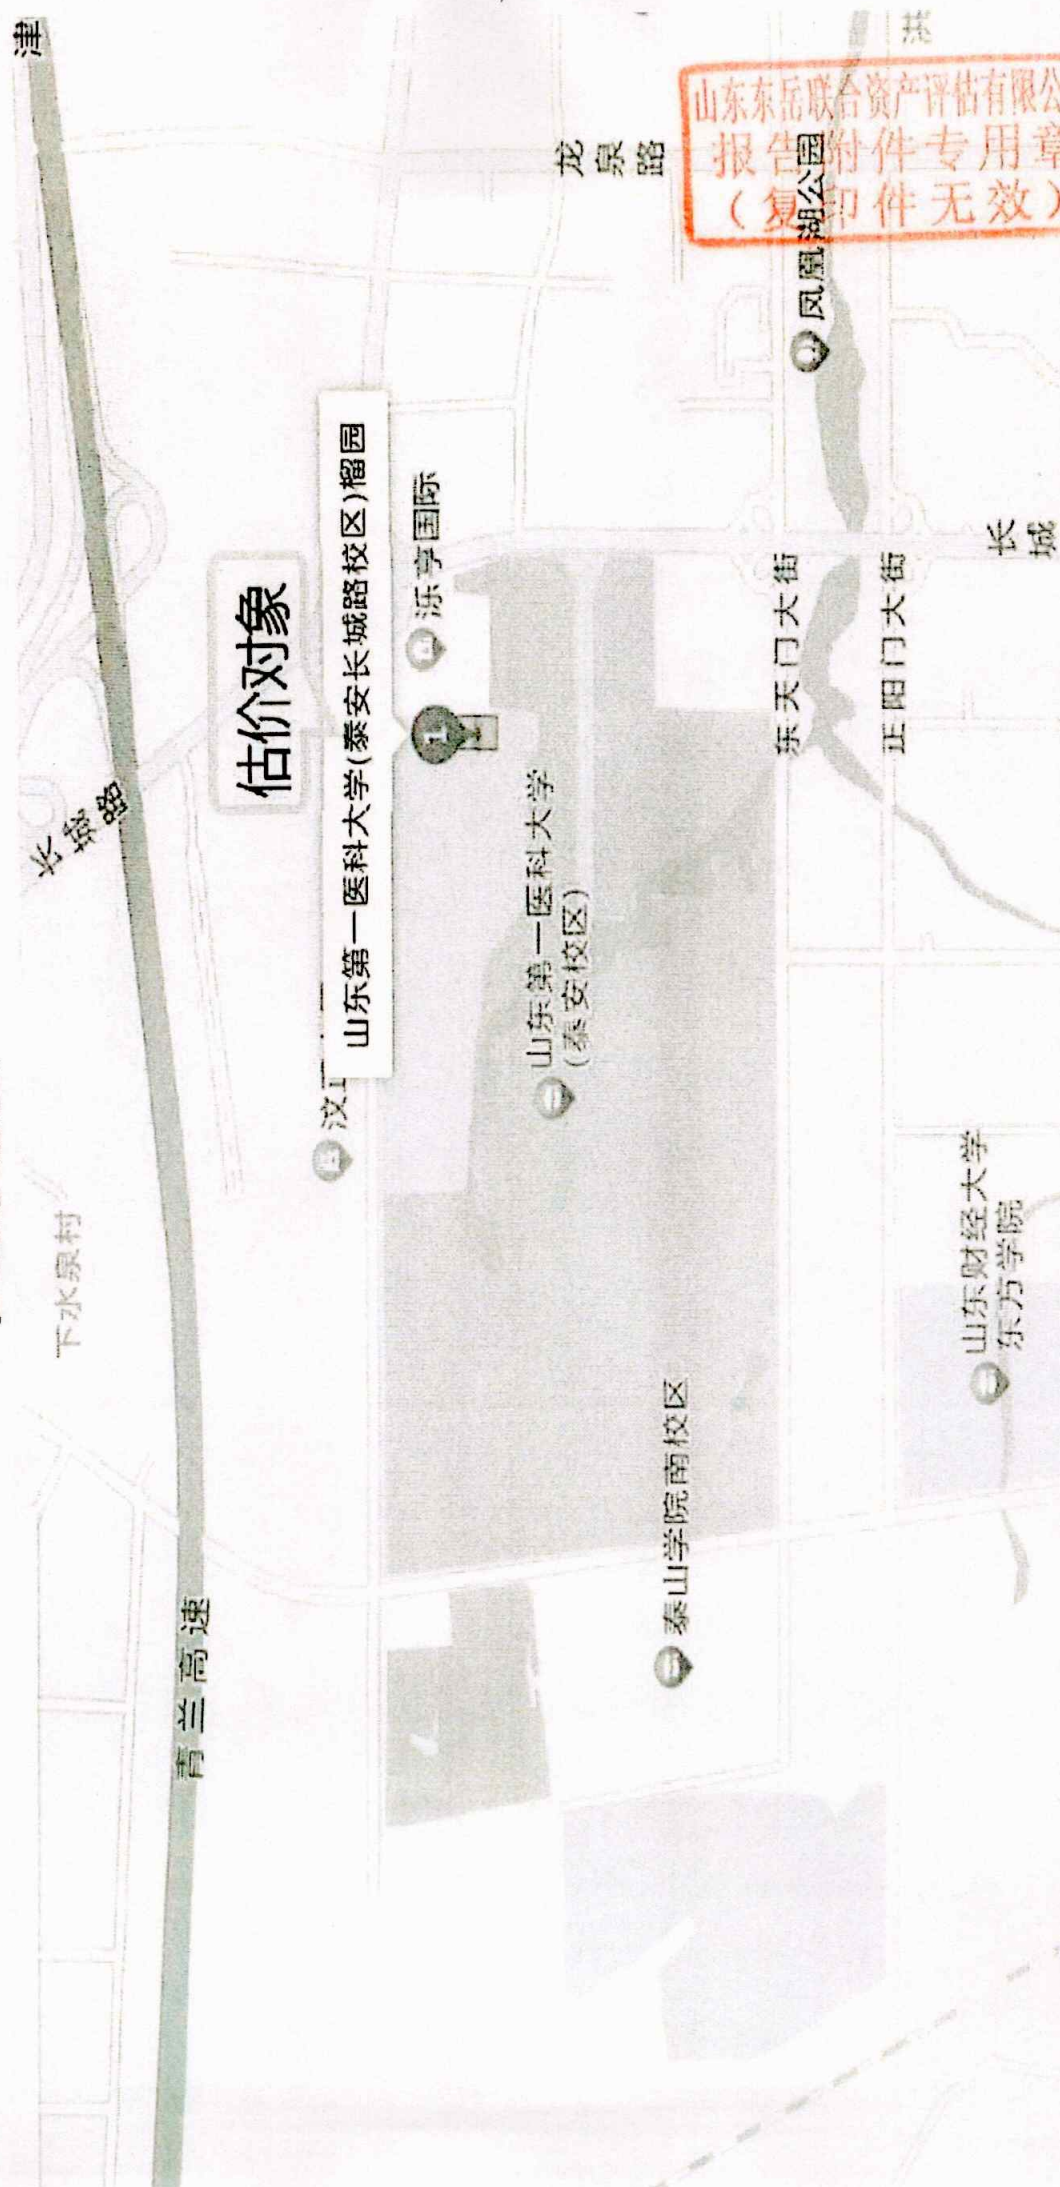 津
洪
龙泉路
山东东岳联合资产评估有限公
报告附件专用章
（复印件无效）
凤凰湖公园
长城路
估价对象
山东第一医科大学(泰安长城路校区)榴园
泺亨国际
汶
长城
东天门大街
正阳门大街
山东第一医科大学
(泰安校区)
下水泉村
山东财经大学
东方学院
泰山学院南校区
青兰高速